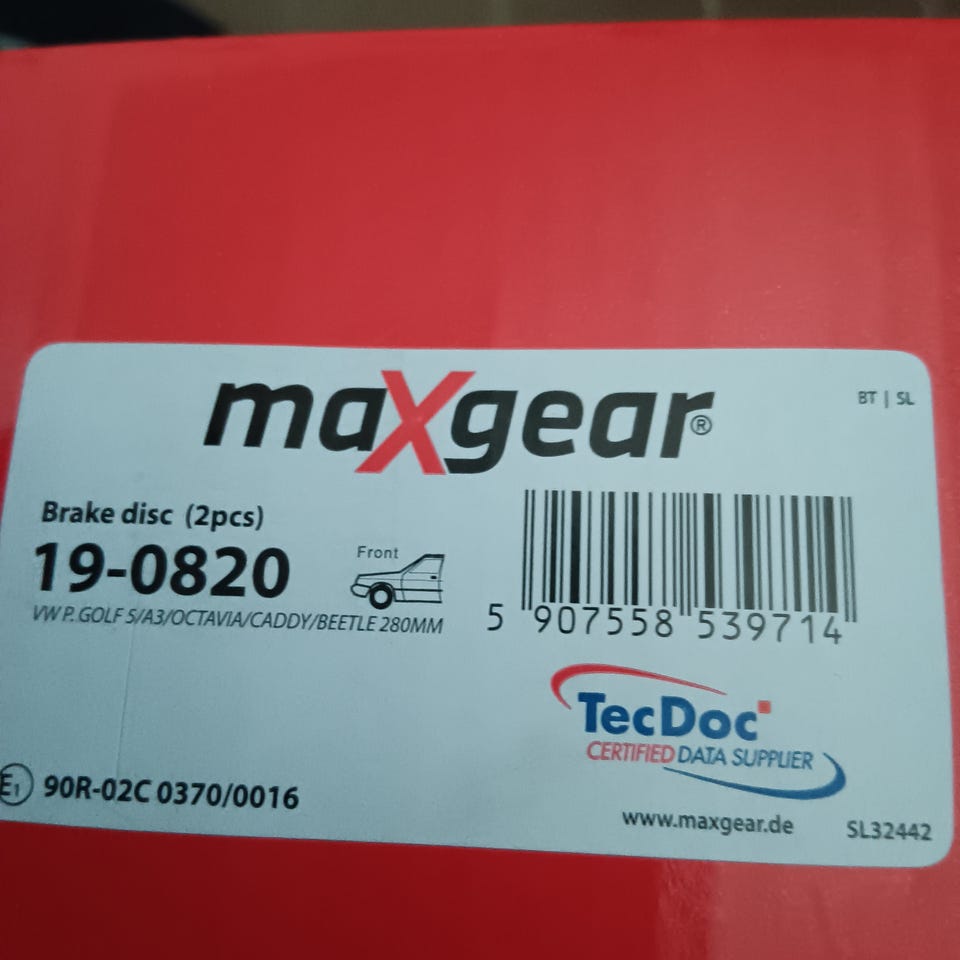 maXgear®
BT | SL
Brake disc (2pcs)
19-0820
Front
VW P. GOLF 5/A3/OCTAVIA/CADDY/BEETLE 280MM
5 907558 539714
TecDoc
CERTIFIED DATA SUPPLIER
E1 90R-02C 0370/0016
www.maxgear.de
SL32442